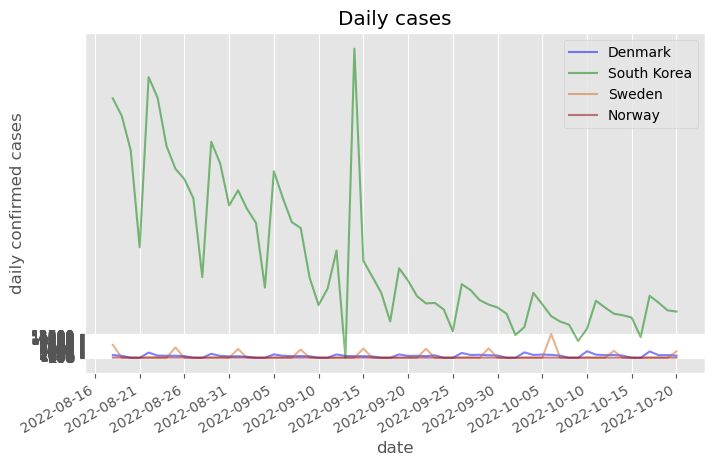 Daily cases
Denmark
South Korea
Sweden
Norway
daily confirmed cases
2022-08-16
2022-08-21
2022-08-26
2022-08-31
2022-09-05
2022-09-10
2022-09-15
2022-09-20
2022-09-25
2022-09-30
2022-10-05
2022-10-10
2022-10-15
2022-10-20
date